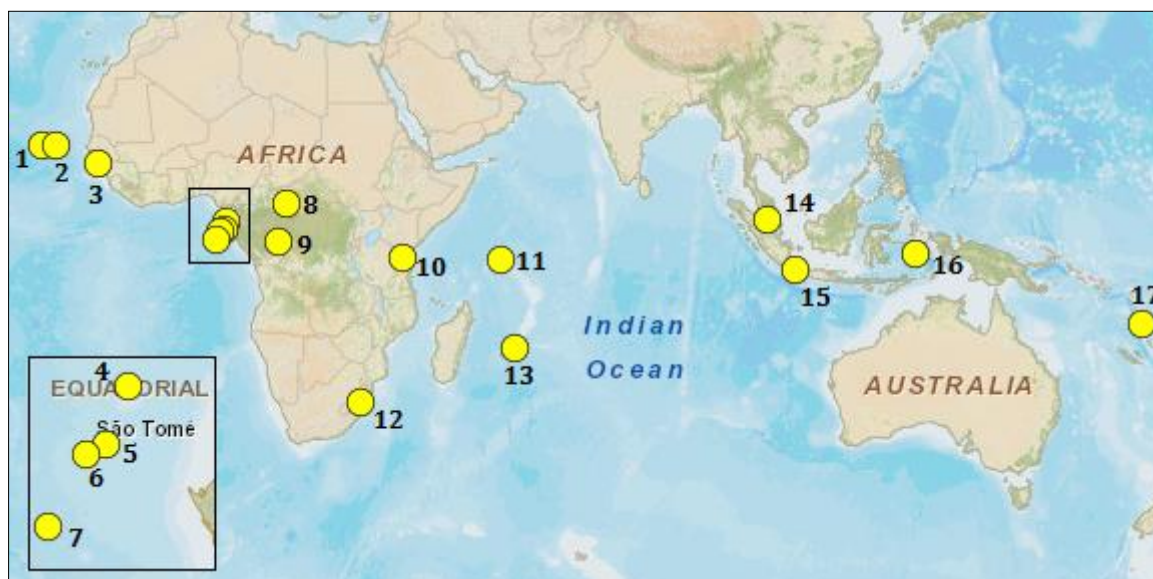 AFRICA
1
2
3
8
9
10
11
12
13
14
15
16
17
Indian
Ocean
AUSTRALIA
4
EQUATORIAL
São Tomé
5
6
7